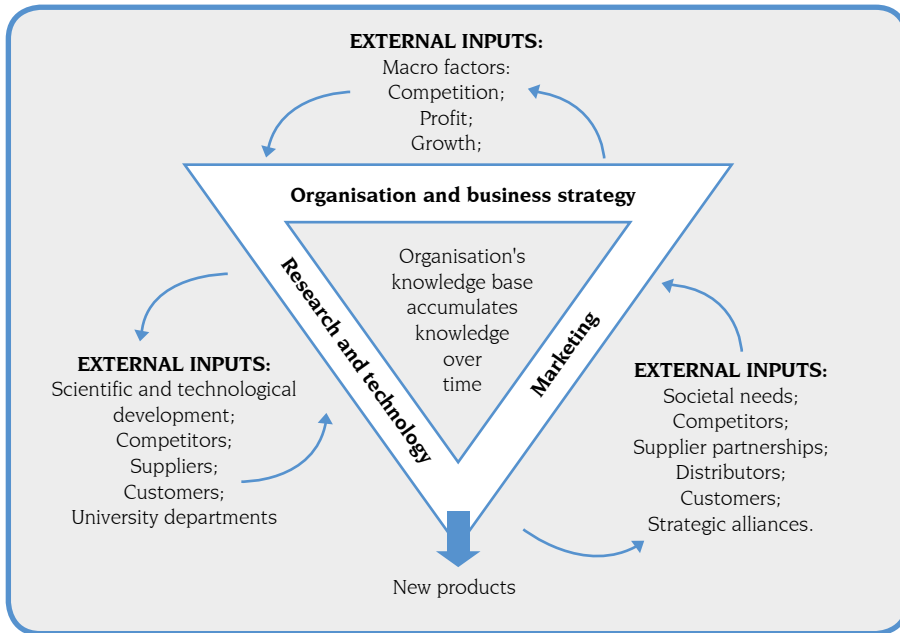 EXTERNAL INPUTS:
Macro factors:
Competition;
Profit;
Growth;
Organisation and business strategy
Research and technology
Organisation's
knowledge base
accumulates
knowledge
over
time
Marketing
EXTERNAL INPUTS:
Scientific and technological
development;
Competitors;
Suppliers;
Customers;
University departments
EXTERNAL INPUTS:
Societal needs;
Competitors;
Supplier partnerships;
Distributors;
Customers;
Strategic alliances.
New products